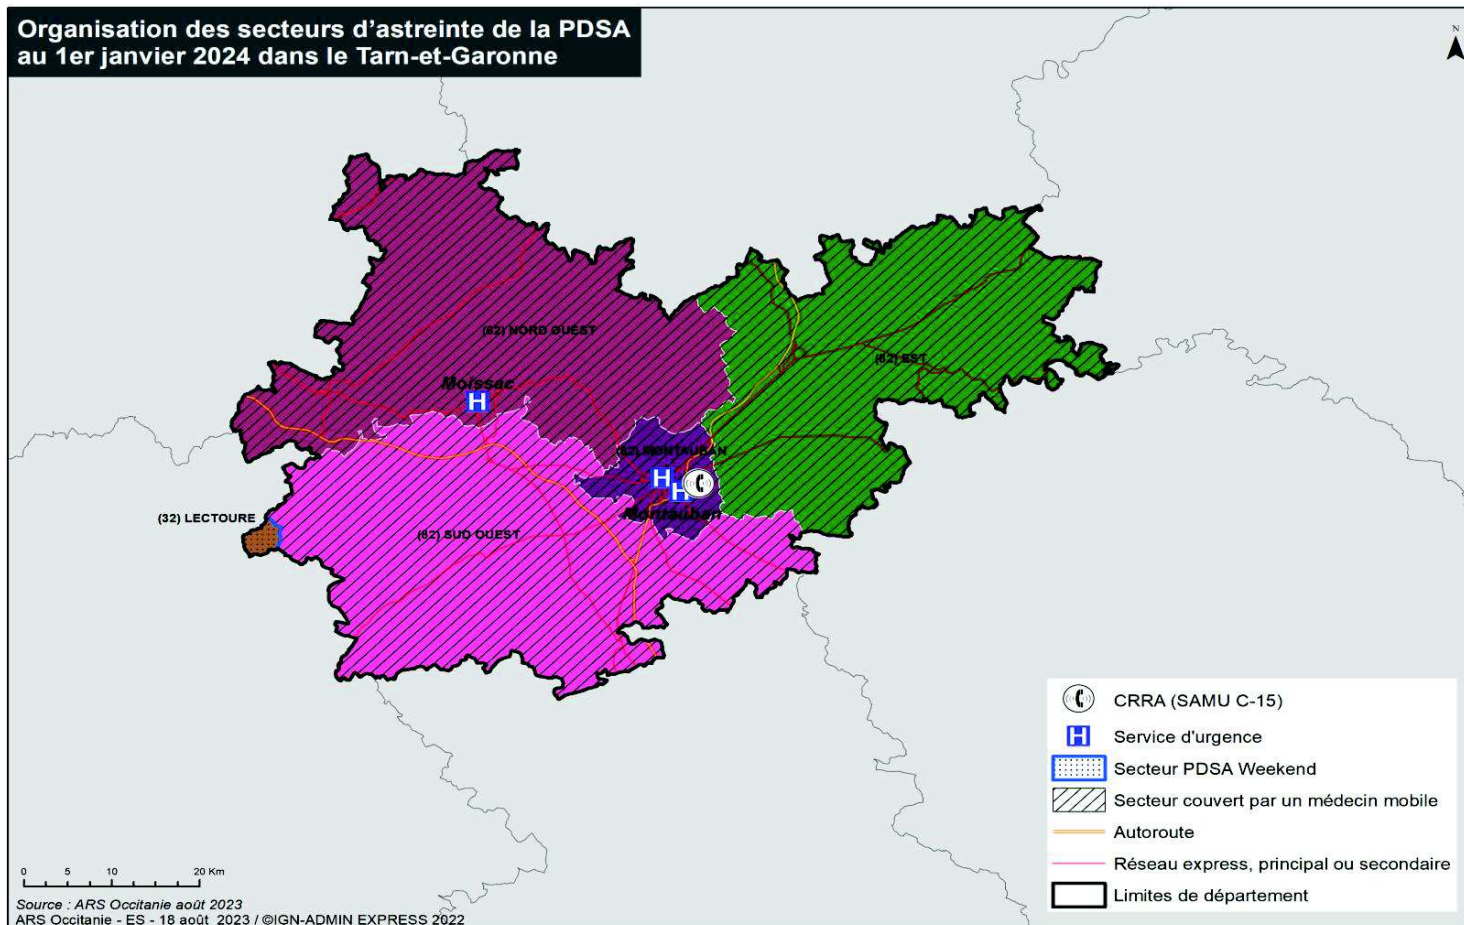 Organisation des secteurs d'astreinte de la PDSA
au 1er janvier 2024 dans le Tarn-et-Garonne
N
(82) NORD OUEST
(82) EST
Moissac
(82) MONTAUBAN
H
H
H
Montauban
(32) LECTOURE
(82) SUD OUEST
CRRA (SAMU C-15)
H Service d'urgence
Secteur PDSA Weekend
Secteur couvert par un médecin mobile
Autoroute
Réseau express, principal ou secondaire
Limites de département
0 5 10 20 Km
Source : ARS Occitanie août 2023
ARS Occitanie - ES - 18 août 2023 / ©IGN-ADMIN EXPRESS 2022